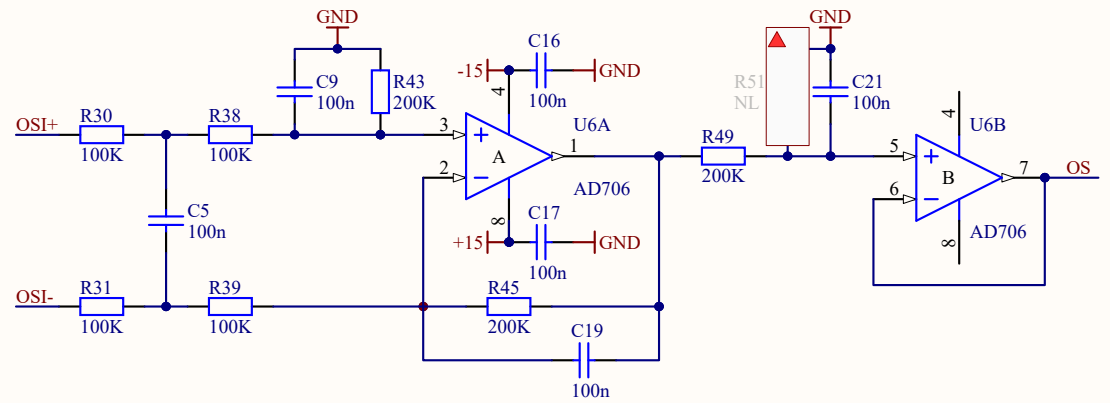 GND
GND
C16
-15
GND
100n
4
C9
100n
R43
200K
R51
NL
C21
100n
OSI+
R30
100K
R38
100K
3
2
A
1
U6A
AD706
R49
200K
5
6
4
U6B
B
7
OS
8
AD706
C5
100n
8
C17
+15
GND
100n
OSI-
R31
100K
R39
100K
R45
200K
C19
100n